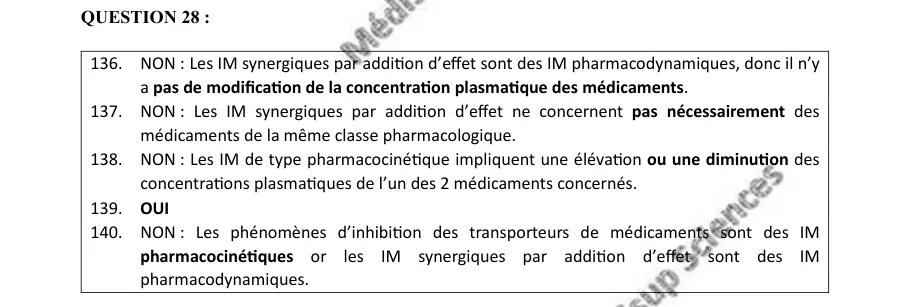 QUESTION 28 :
Médis
136. NON : Les IM synergiques par addition d’effet sont des IM pharmacodynamiques, donc il n’y
a pas de modification de la concentration plasmatique des médicaments.
137. NON : Les IM synergiques par addition d’effet ne concernent pas nécessairement des
médicaments de la même classe pharmacologique.
138. NON : Les IM de type pharmacocinétique impliquent une élévation ou une diminution des
concentrations plasmatiques de l’un des 2 médicaments concernés.
139. OUI
140. NON : Les phénomènes d’inhibition des transporteurs de médicaments sont des IM
pharmacocinétiques or les IM synergiques par addition d’effet sont des IM
pharmacodynamiques.
isup Sciences